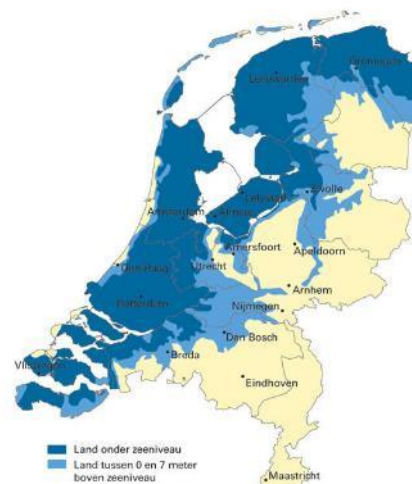 Leeuwarden
Groningen
Zwolle
Lelystad
Amsterdam
Almere
Amersfoort
Apeldoorn
Utrecht
Den Haag
Arnhem
Rotterdam
Nijmegen
Den Bosch
Breda
Vlissingen
Eindhoven
Maastricht
Land onder zeeniveau
Land tussen 0 en 7 meter
boven zeeniveau